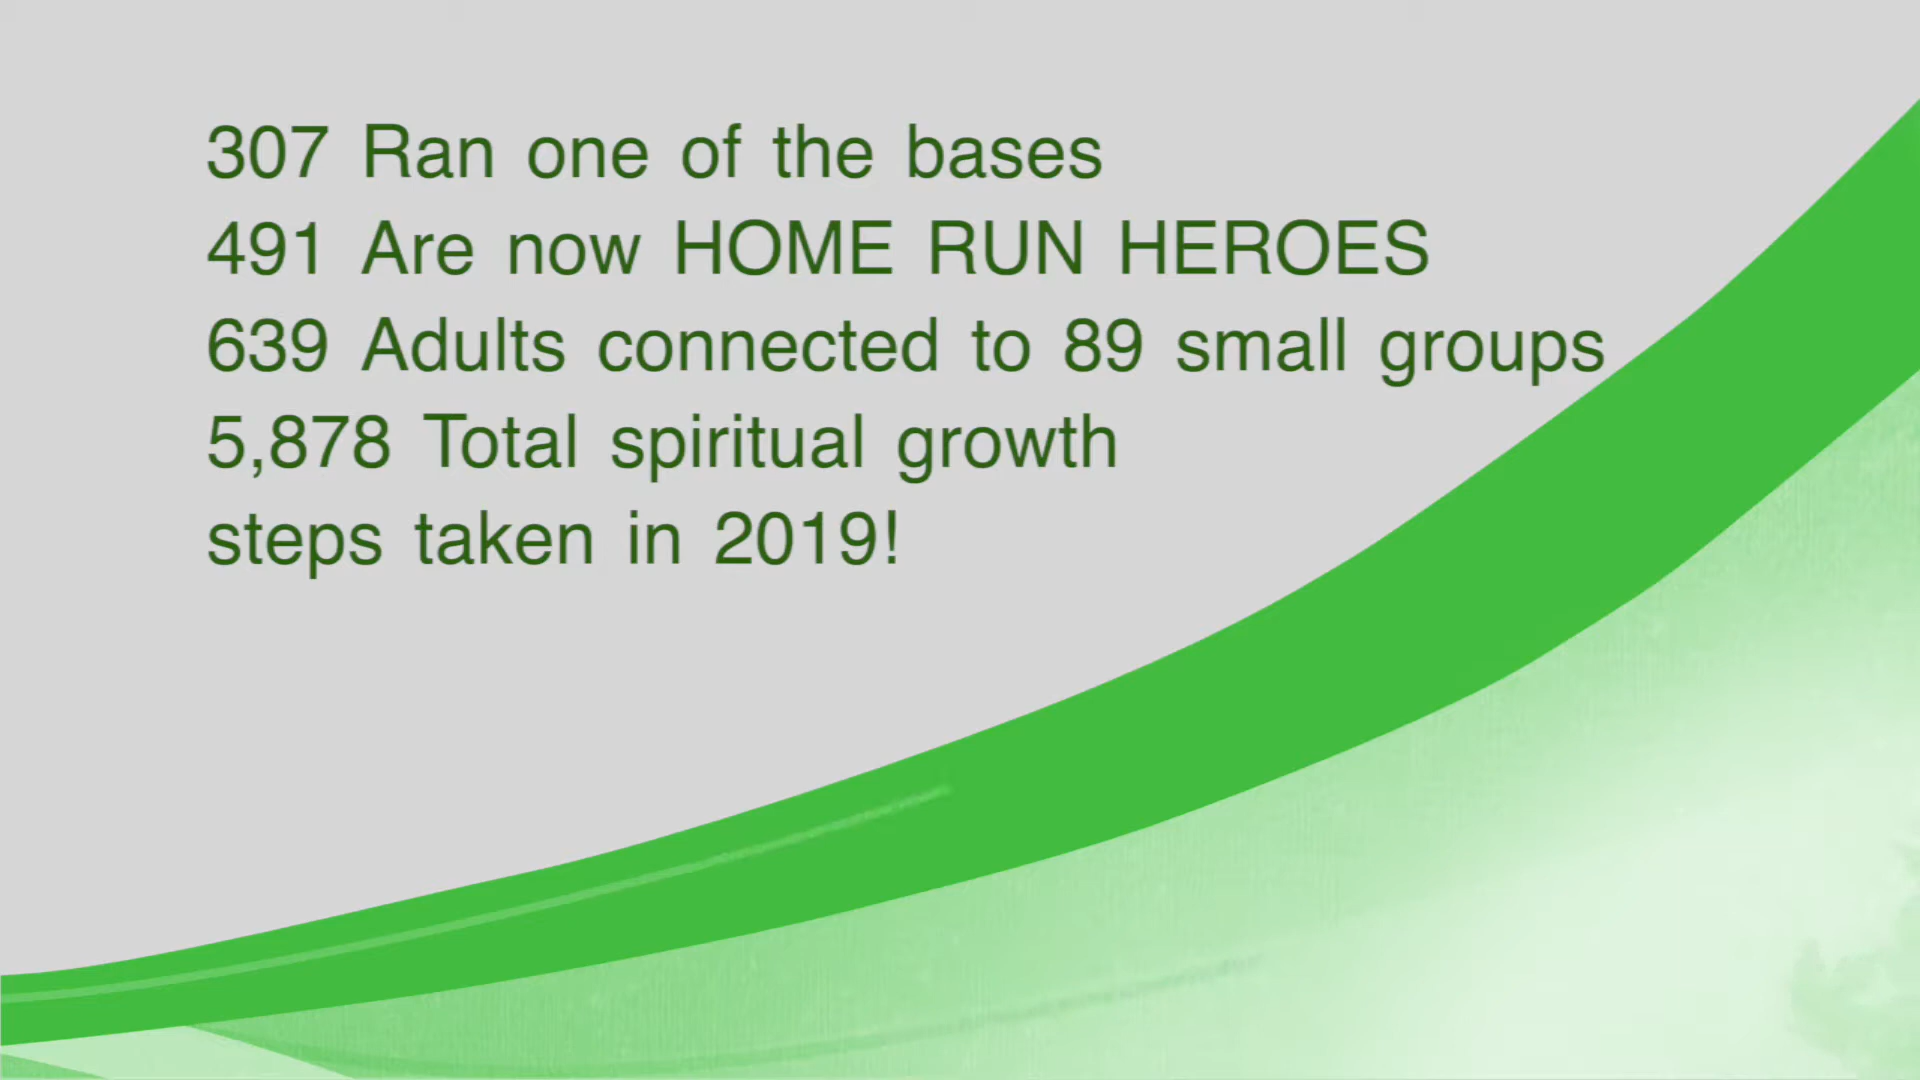 307 Ran one of the bases
491 Are now HOME RUN HEROES
639 Adults connected to 89 small groups
5,878 Total spiritual growth
steps taken in 2019!